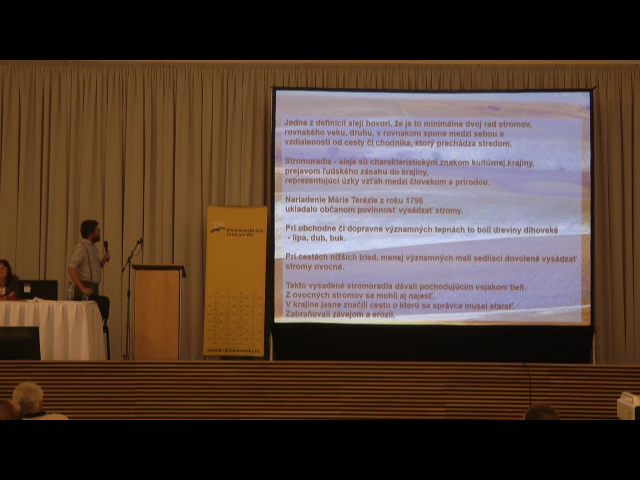 Jedna z definícií alejí hovorí, že je to minimálne dvoj rad stromov,
rovnakého veku, druhu, v rovnakom spone medzi sebou a
vzdialenosti od cesty či chodníka, ktorý prechádza stredom.
Stromoradia - aleje sú charakteristickým znakom kultúrnej krajiny,
prejavom ľudského zásahu do krajiny,
reprezentujúci úzky vzťah medzi človekom a prírodou.
Nariadenie Márie Terézie z roku 1796
ukladalo občanom povinnosť vysádzať stromy.
Pri obchodne či dopravne významných tepnách to boli dreviny dlhoveké
- lipa, dub, buk.
Pri cestách nižších tried, menej významných mali sedliaci dovolené vysádzať
stromy ovocné.
Takto vysadené stromoradia dávali pochodujúcim vojakom tieň.
Z ovocných stromov sa mohli aj najesť.
V krajine jasne značili cestu o ktorú sa správca musel starať.
Zabraňovali závejom a erózii.